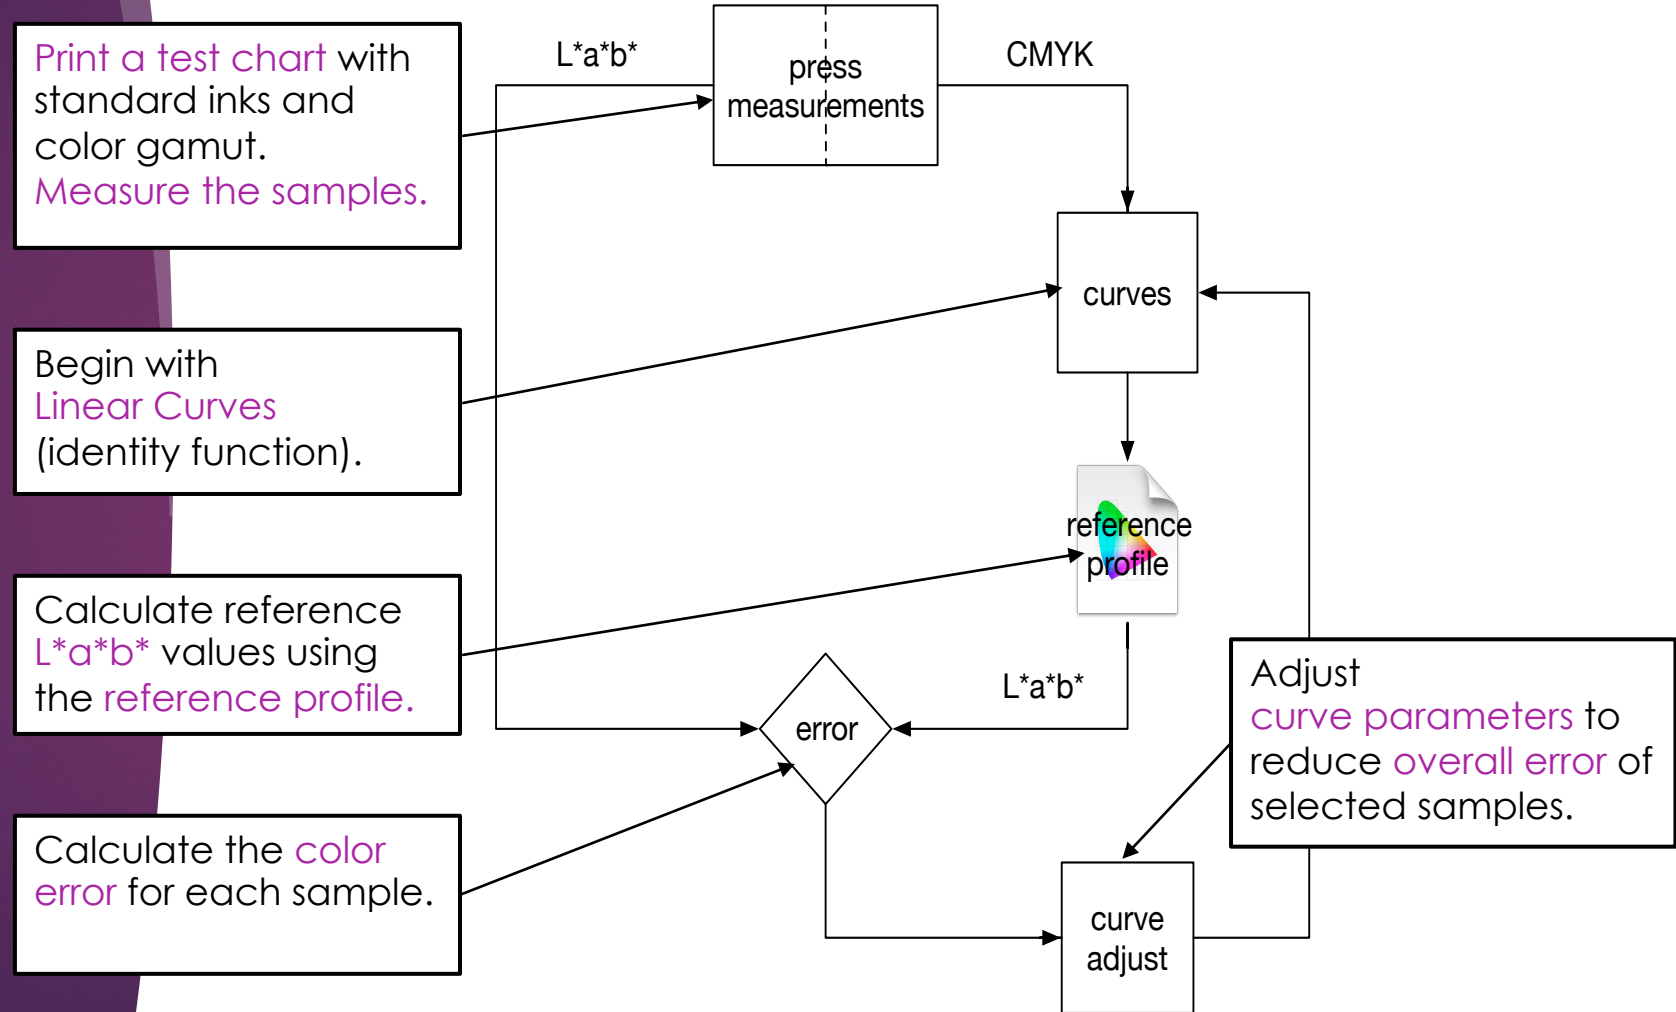 Print a test chart with
standard inks and
color gamut.
Measure the samples.
L*a*b*
press
measurements
CMYK
Begin with
Linear Curves
(identity function).
curves
Calculate reference
L*a*b* values using
the reference profile.
reference
profile
L*a*b*
error
Adjust
curve parameters to
reduce overall error of
selected samples.
Calculate the color
error for each sample.
curve
adjust